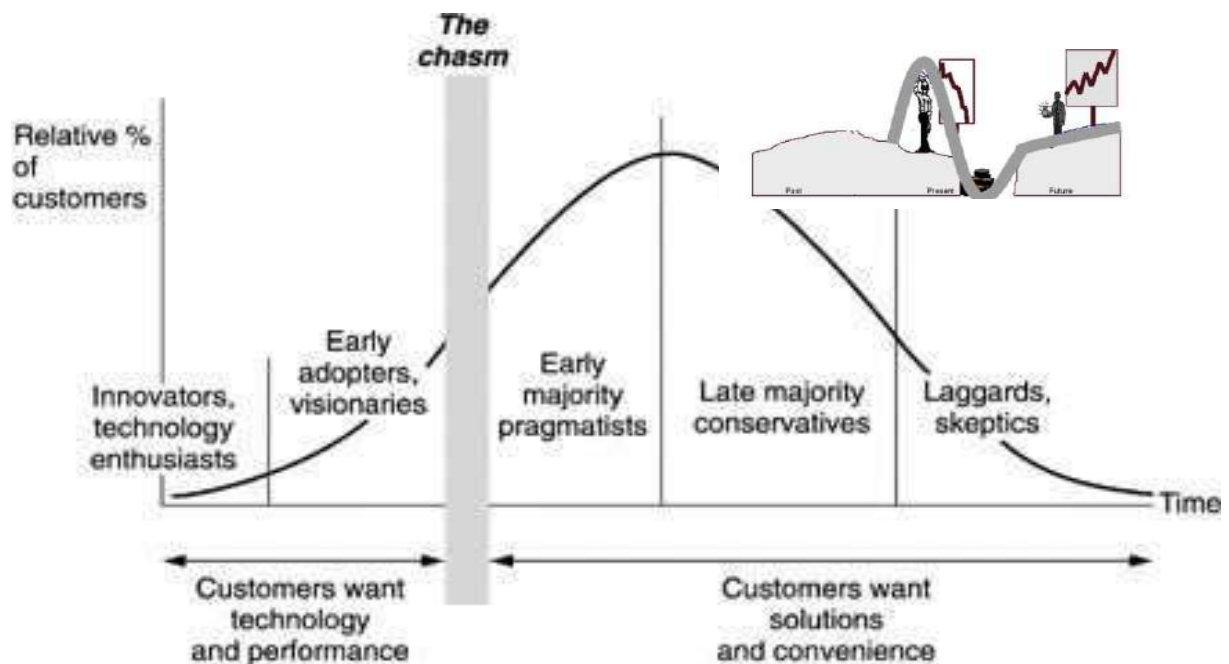 The
chasm
Relative %
of
customers
Past
Present
Future
Innovators,
technology
enthusiasts
Early
adopters,
visionaries
Early
majority
pragmatists
Late majority
conservatives
Laggards,
skeptics
Time
Customers want
technology
and performance
Customers want
solutions
and convenience